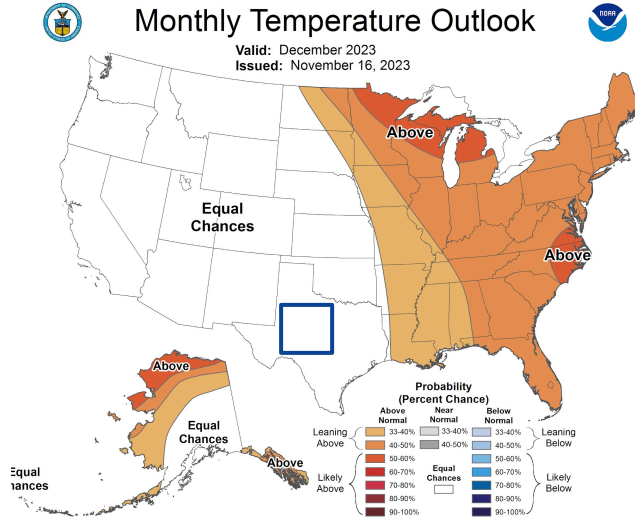 Monthly Temperature Outlook
NOAA
Valid: December 2023
Issued: November 16, 2023
Above
Equal
Chances
Above
Above
Equal
Chances
Above
Equal
hances
Probability
(Percent Chance)
Above
Normal
Near
Normal
Below
Normal
Leaning
Above
33-40%
40-50%
33-40%
40-50%
33-40%
40-50%
Leaning
Below
Likely
Above
50-60%
60-70%
70-80%
80-90%
90-100%
Equal
Chances
50-60%
60-70%
70-80%
80-90%
90-100%
Likely
Below